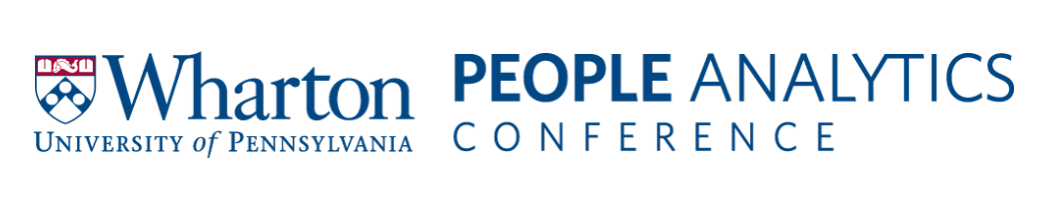 Wharton
UNIVERSITY of PENNSYLVANIA
PEOPLE ANALYTICS
CONFERENCE